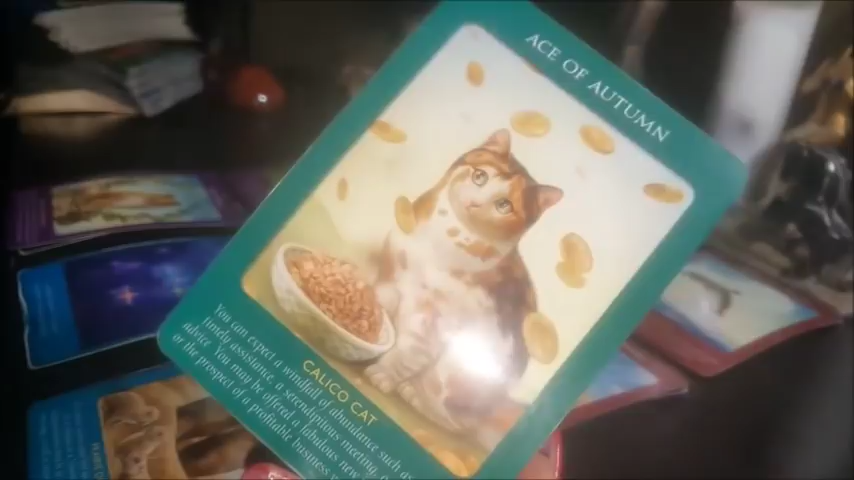 ACE OF AUTUMN
CALICO CAT
You can expect a windfall of abundance such as
timely assistance, a serendipitous meeting,
advice. You may be offered a fabulous new
or the prospect of a profitable business